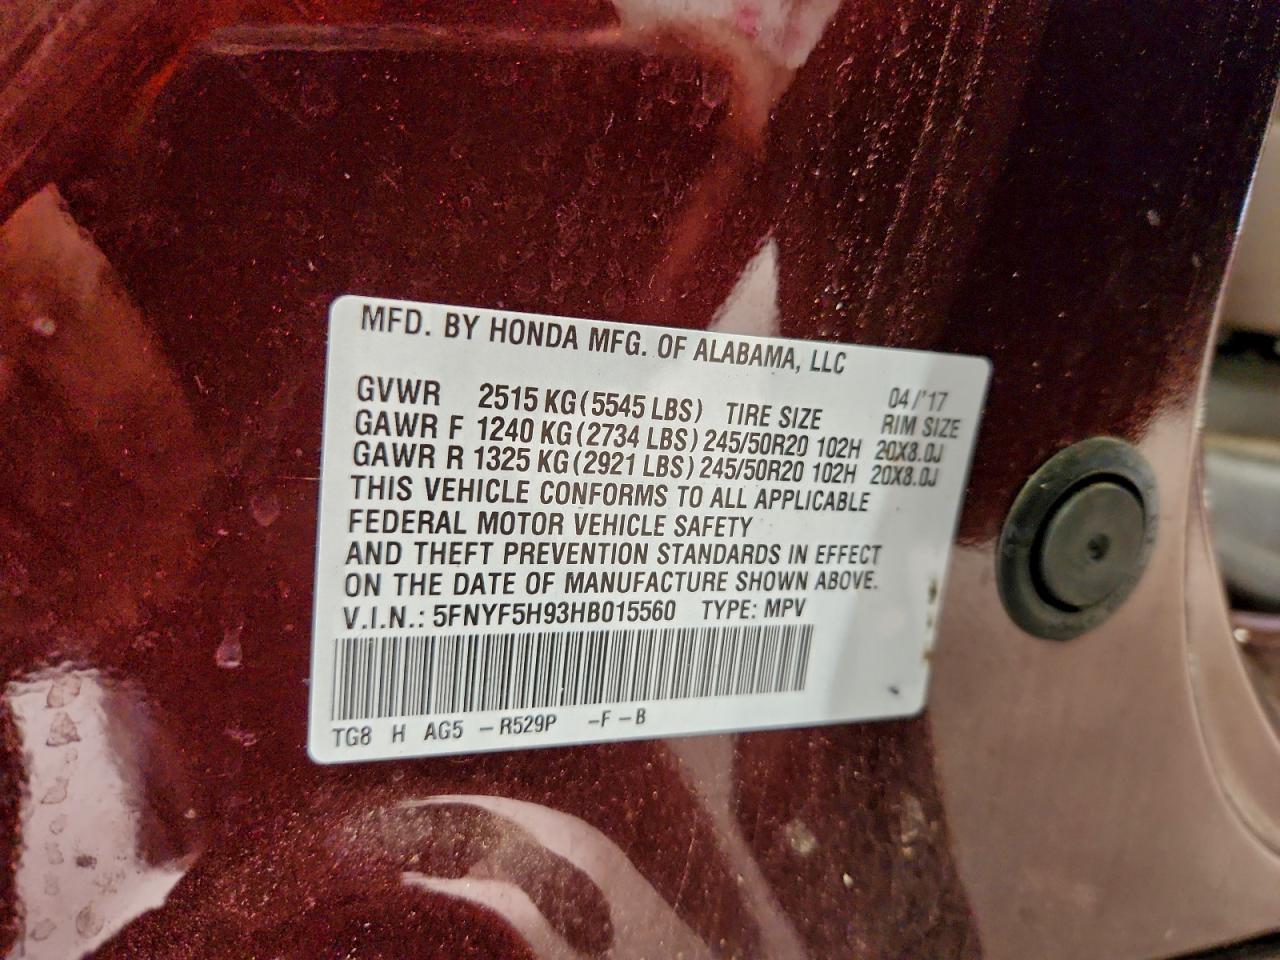 MFD. BY HONDA MFG. OF ALABAMA, LLC
04/'17
GVWR 2515 KG (5545 LBS) TIRE SIZE RIM SIZE
GAWR F 1240 KG (2734 LBS) 245/50R20 102H 20X8.0J
GAWR R 1325 KG (2921 LBS) 245/50R20 102H 20X8.0J
THIS VEHICLE CONFORMS TO ALL APPLICABLE
FEDERAL MOTOR VEHICLE SAFETY
AND THEFT PREVENTION STANDARDS IN EFFECT
ON THE DATE OF MANUFACTURE SHOWN ABOVE.
V.I.N.: 5FNYF5H93HB015560 TYPE: MPV
TG8 H AG5 – R529P –F –B